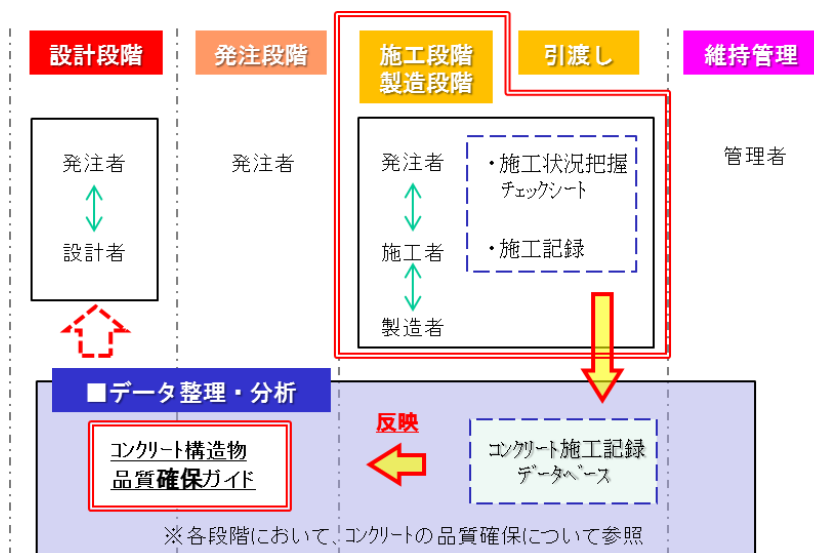 設計段階
発注段階
施工段階
製造段階
引渡し
維持管理
発注者
設計者
発注者
発注者
施工者
製造者
・施工状況把握
チェックシート
・施工記録
管理者
■データ整理・分析
コンクリート構造物
品質確保ガイド
反映
コンクリート施工記録
データベース
※各段階において、コンクリートの品質確保について参照